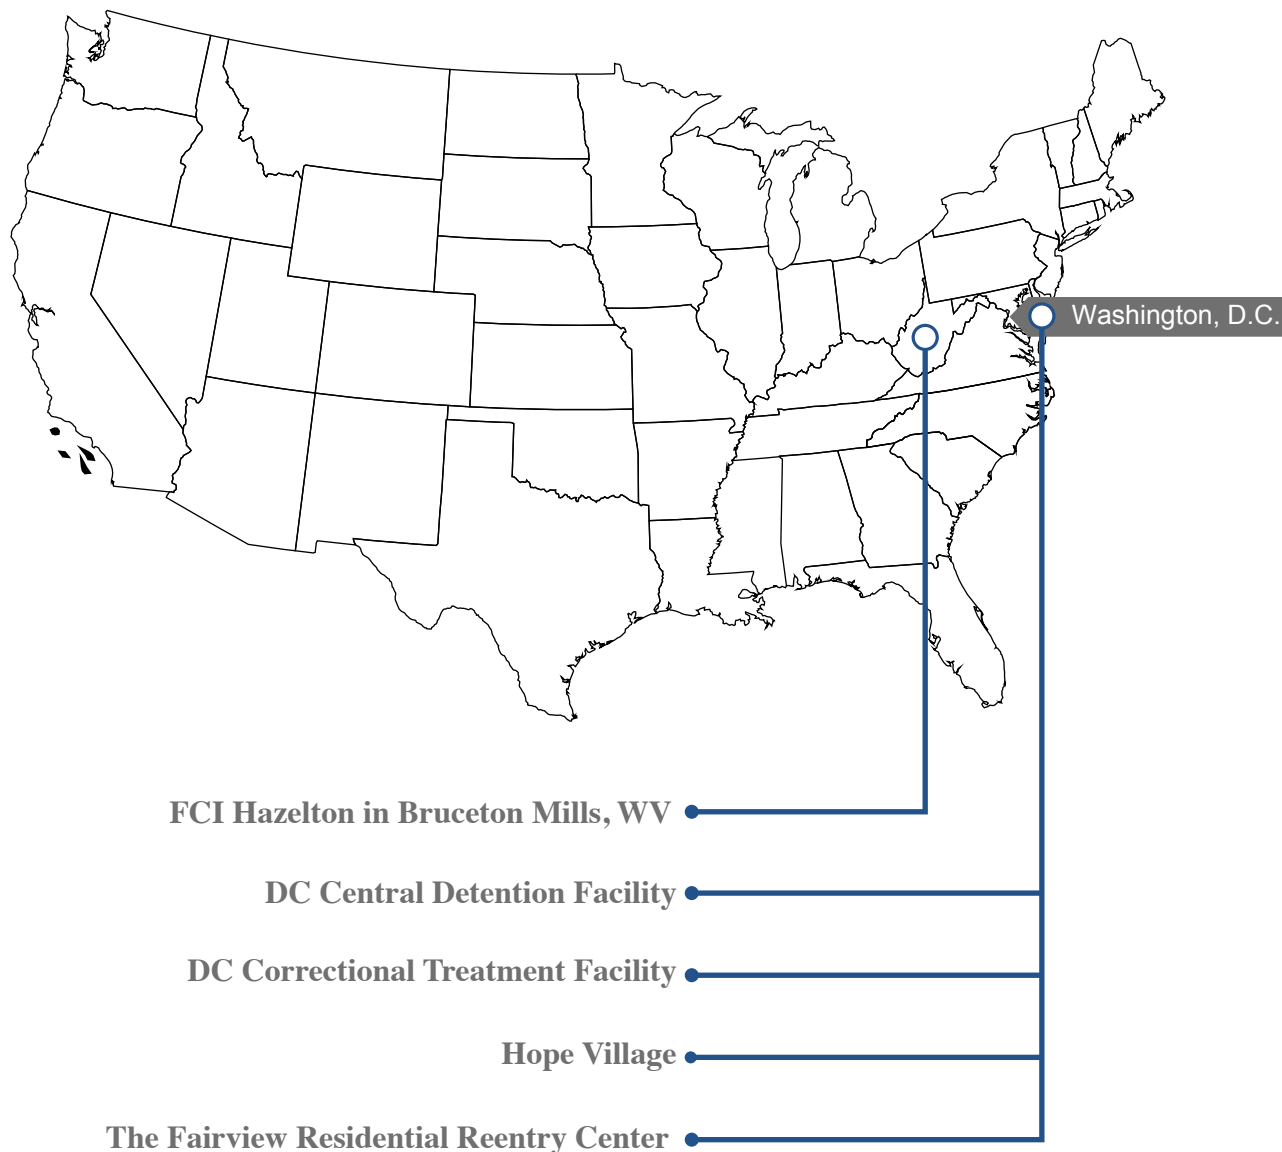 Washington, D.C.
FCI Hazelton in Bruceton Mills, WV
DC Central Detention Facility
DC Correctional Treatment Facility
Hope Village
The Fairview Residential Reentry Center